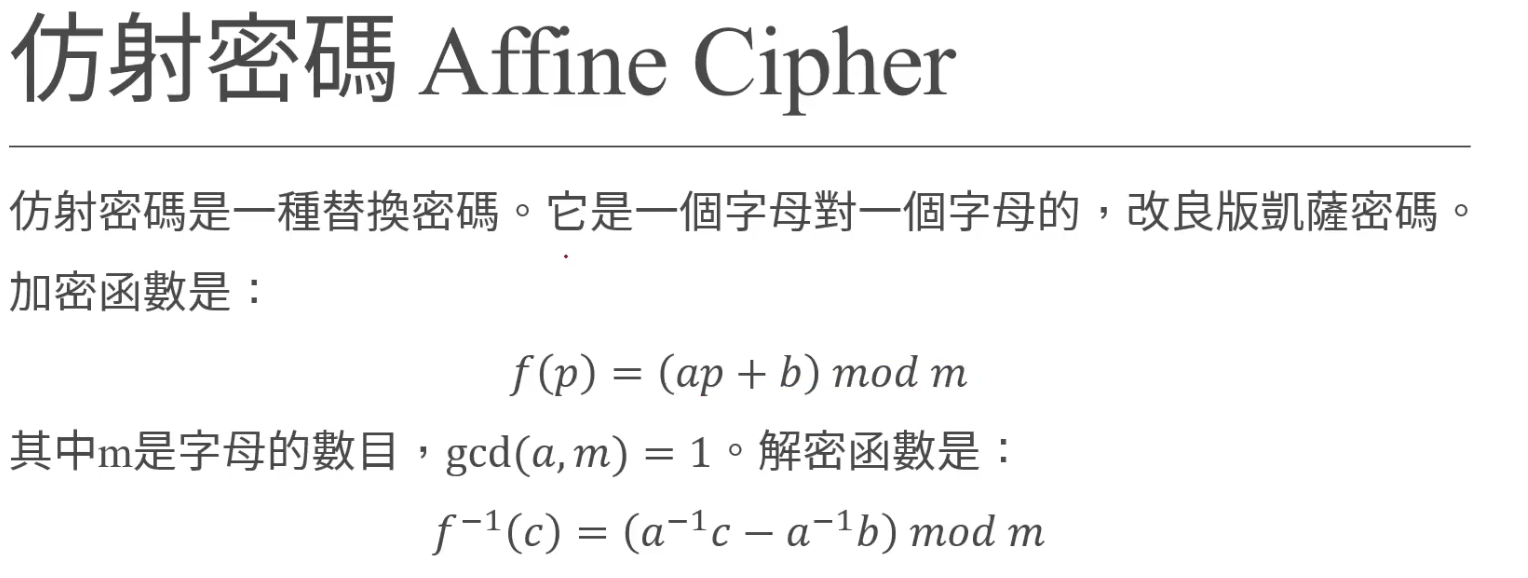 仿射密碼 Affine Cipher
仿射密碼是一種替換密碼。它是一個字母對一個字母的，改良版凱薩密碼。
加密函數是：
f(p) = (ap + b) mod m
其中m是字母的數目，gcd(a, m) = 1。解密函數是：
f⁻¹(c) = (a⁻¹c − a⁻¹b) mod m